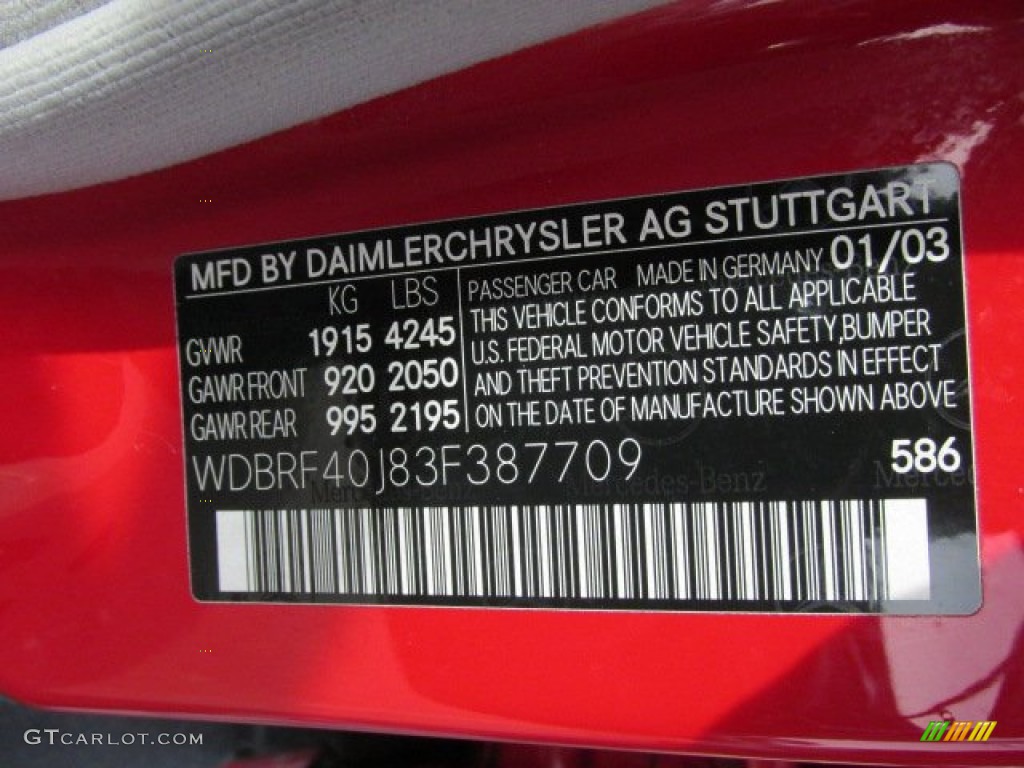 MFD BY DAIMLERCHRYSLER AG STUTTGART
KG LBS
GVWR 1915 4245
GAWR FRONT 920 2050
GAWR REAR 995 2195
PASSENGER CAR MADE IN GERMANY 01/03
THIS VEHICLE CONFORMS TO ALL APPLICABLE
U.S. FEDERAL MOTOR VEHICLE SAFETY, BUMPER
AND THEFT PREVENTION STANDARDS IN EFFECT
ON THE DATE OF MANUFACTURE SHOWN ABOVE
WDBRF40J83F387709 586
Mercedes-Benz
GTCARLOT.COM